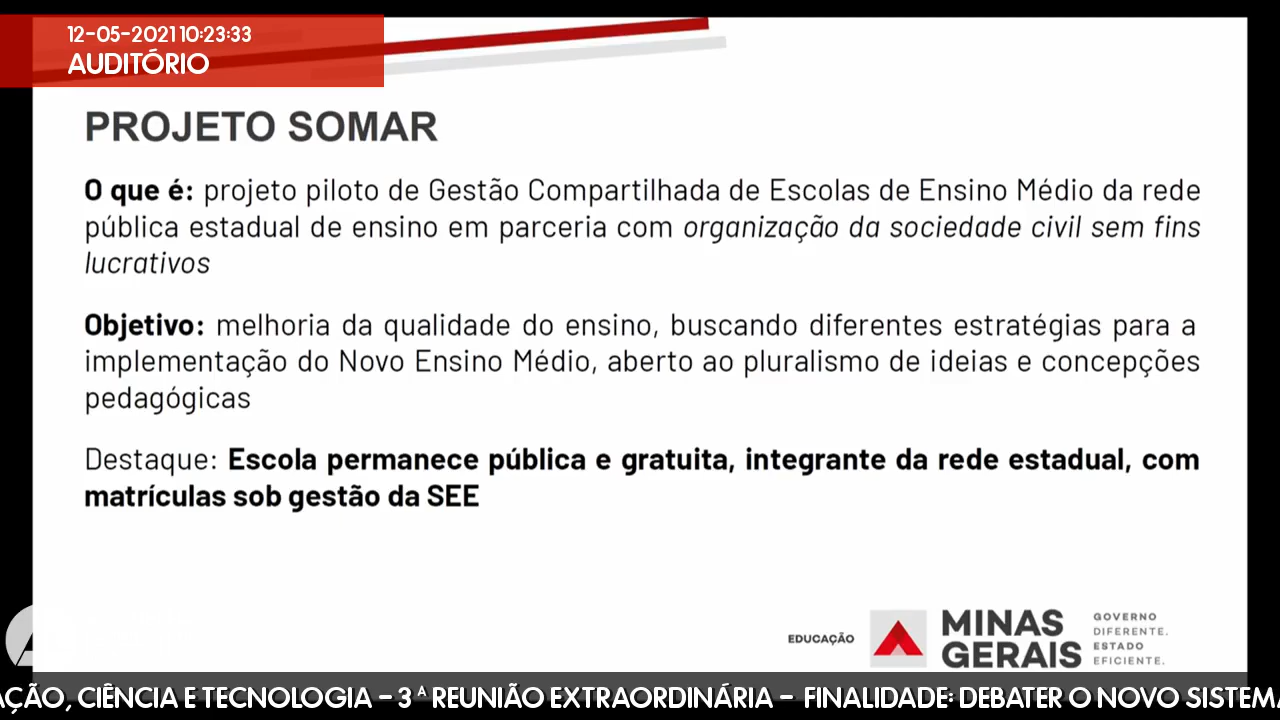 12-05-2021 10:23:33
AUDITÓRIO
PROJETO SOMAR
O que é: projeto piloto de Gestão Compartilhada de Escolas de Ensino Médio da rede
pública estadual de ensino em parceria com organização da sociedade civil sem fins
lucrativos
Objetivo: melhoria da qualidade do ensino, buscando diferentes estratégias para a
implementação do Novo Ensino Médio, aberto ao pluralismo de ideias e concepções
pedagógicas
Destaque: Escola permanece pública e gratuita, integrante da rede estadual, com
matrículas sob gestão da SEE
EDUCAÇÃO
MINAS
GERAIS
GOVERNO
DIFERENTE.
ESTADO
EFICIENTE.
AÇÃO, CIÊNCIA E TECNOLOGIA – 3ª REUNIÃO EXTRAORDINÁRIA – FINALIDADE: DEBATER O NOVO SISTEMA